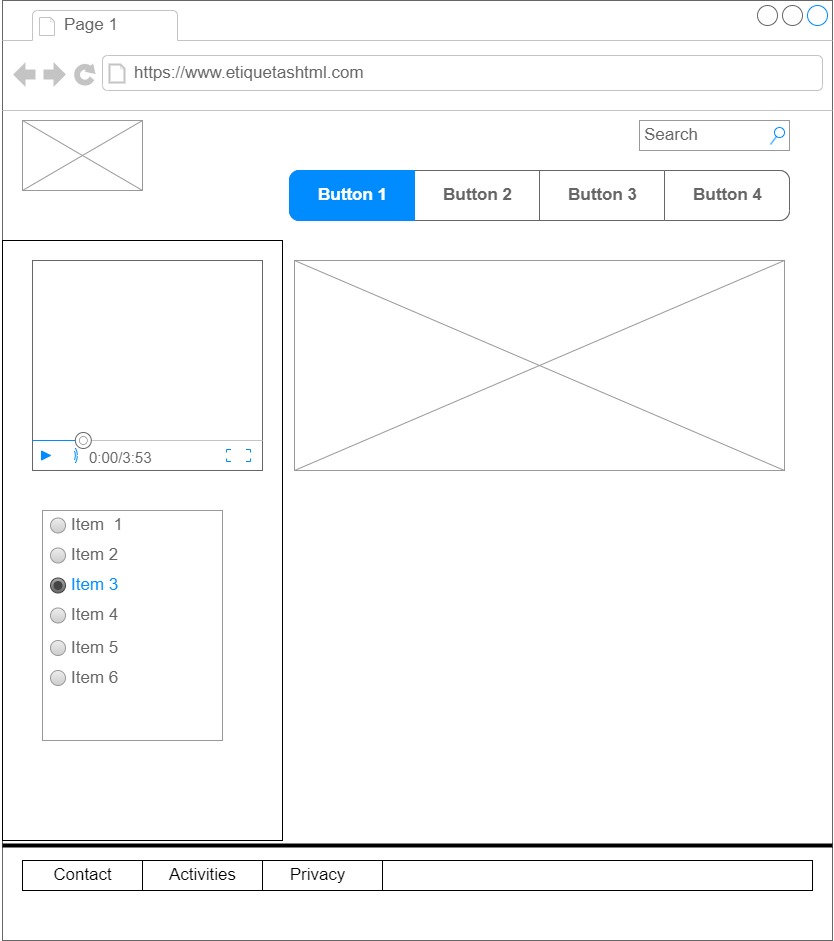 Page 1
https://www.etiquetashtml.com
Search
Button 1 Button 2 Button 3 Button 4
0:00/3:53
Item 1
Item 2
Item 3
Item 4
Item 5
Item 6
Contact Activities Privacy